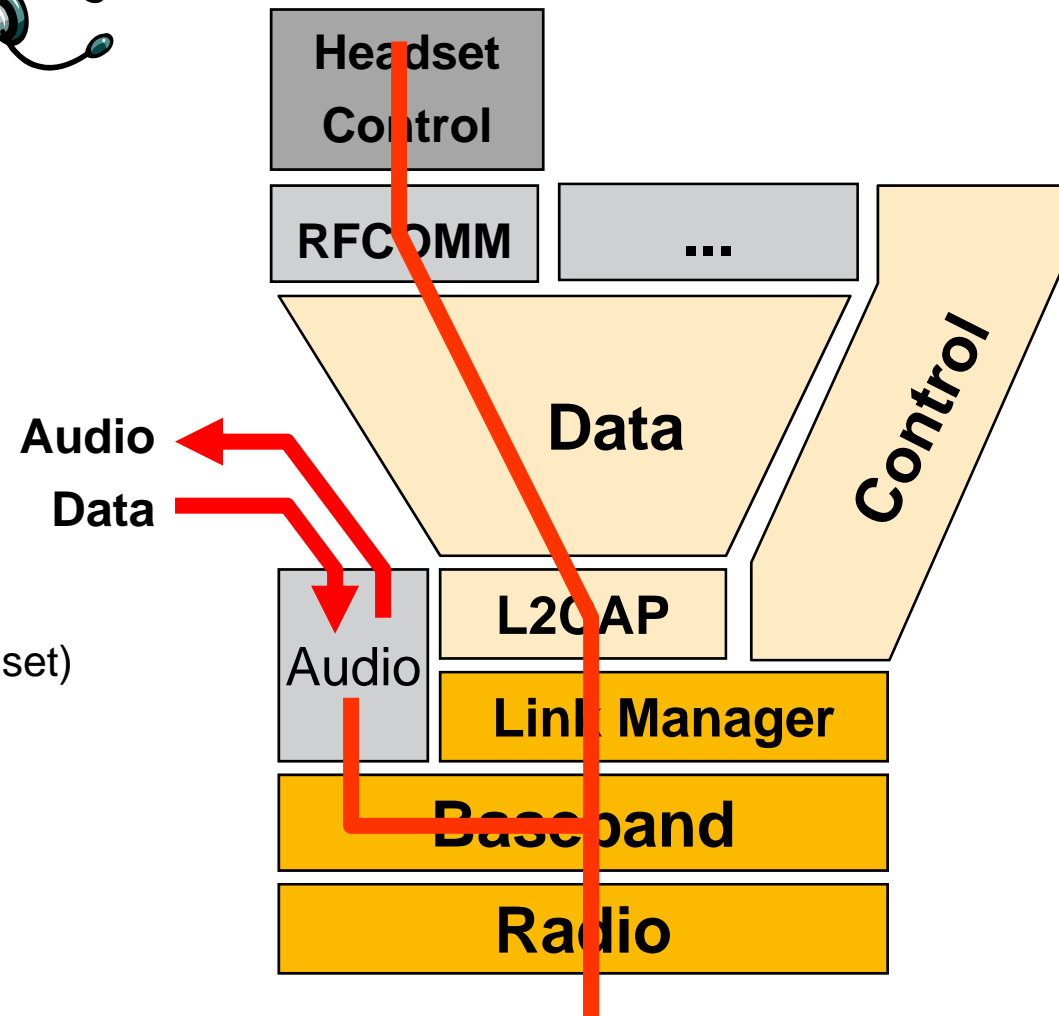 Headset
Control
RFCOMM
...
Data
Control
Audio
Data
L2CAP
set)
Audio
Link Manager
Baseband
Radio